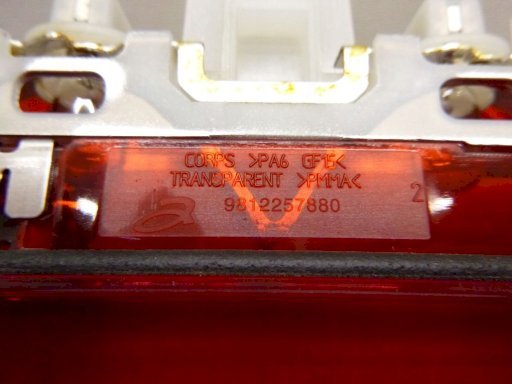 CORPS >PA6 GF15<
TRANSPARENT >PMMA<
9812257880
2